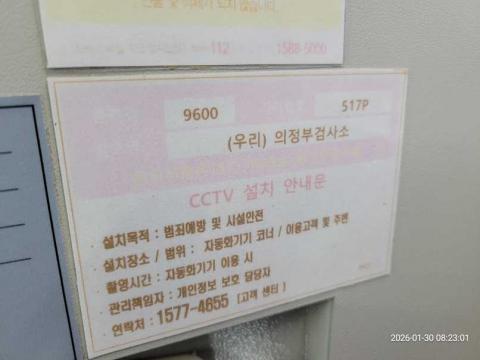 112
1588-5000
9600
517P
(우리) 의정부검사소
CCTV 설치 안내문
설치목적 : 범죄예방 및 시설안전
설치장소 / 범위 : 자동화기기 코너 / 이용고객 및 주변
촬영시간 : 자동화기기 이용 시
관리책임자 : 개인정보 보호 담당자
연락처 : 1577-4655 [고객 센터]
2026-01-30 08:23:01